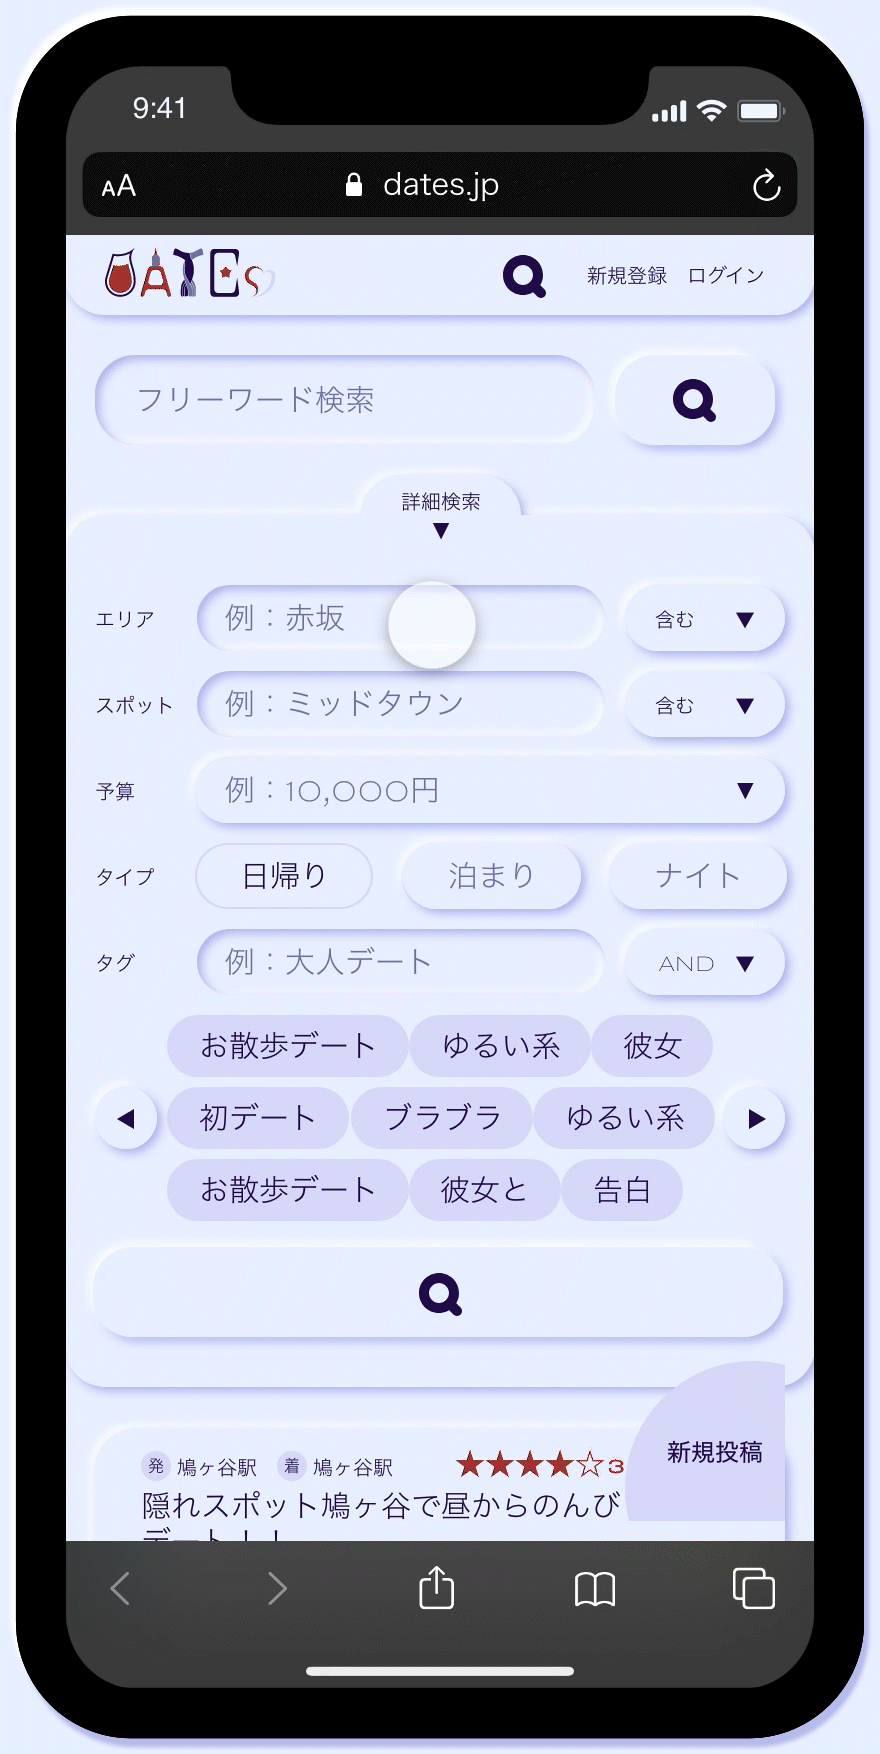 9:41
AA dates.jp
DATEs 新規登録 ログイン
フリーワード検索
詳細検索
▼
エリア 例：赤坂 含む ▼
スポット 例：ミッドタウン 含む ▼
予算 例：10,000円 ▼
タイプ 日帰り 泊まり ナイト
タグ 例：大人デート AND ▼
お散歩デート ゆるい系 彼女
◀ 初デート ブラブラ ゆるい系 ▶
お散歩デート 彼女と 告白
新規投稿
発 鳩ヶ谷駅 着 鳩ヶ谷駅 ★★★★☆3
隠れスポット鳩ヶ谷で昼からのんび
デート！！